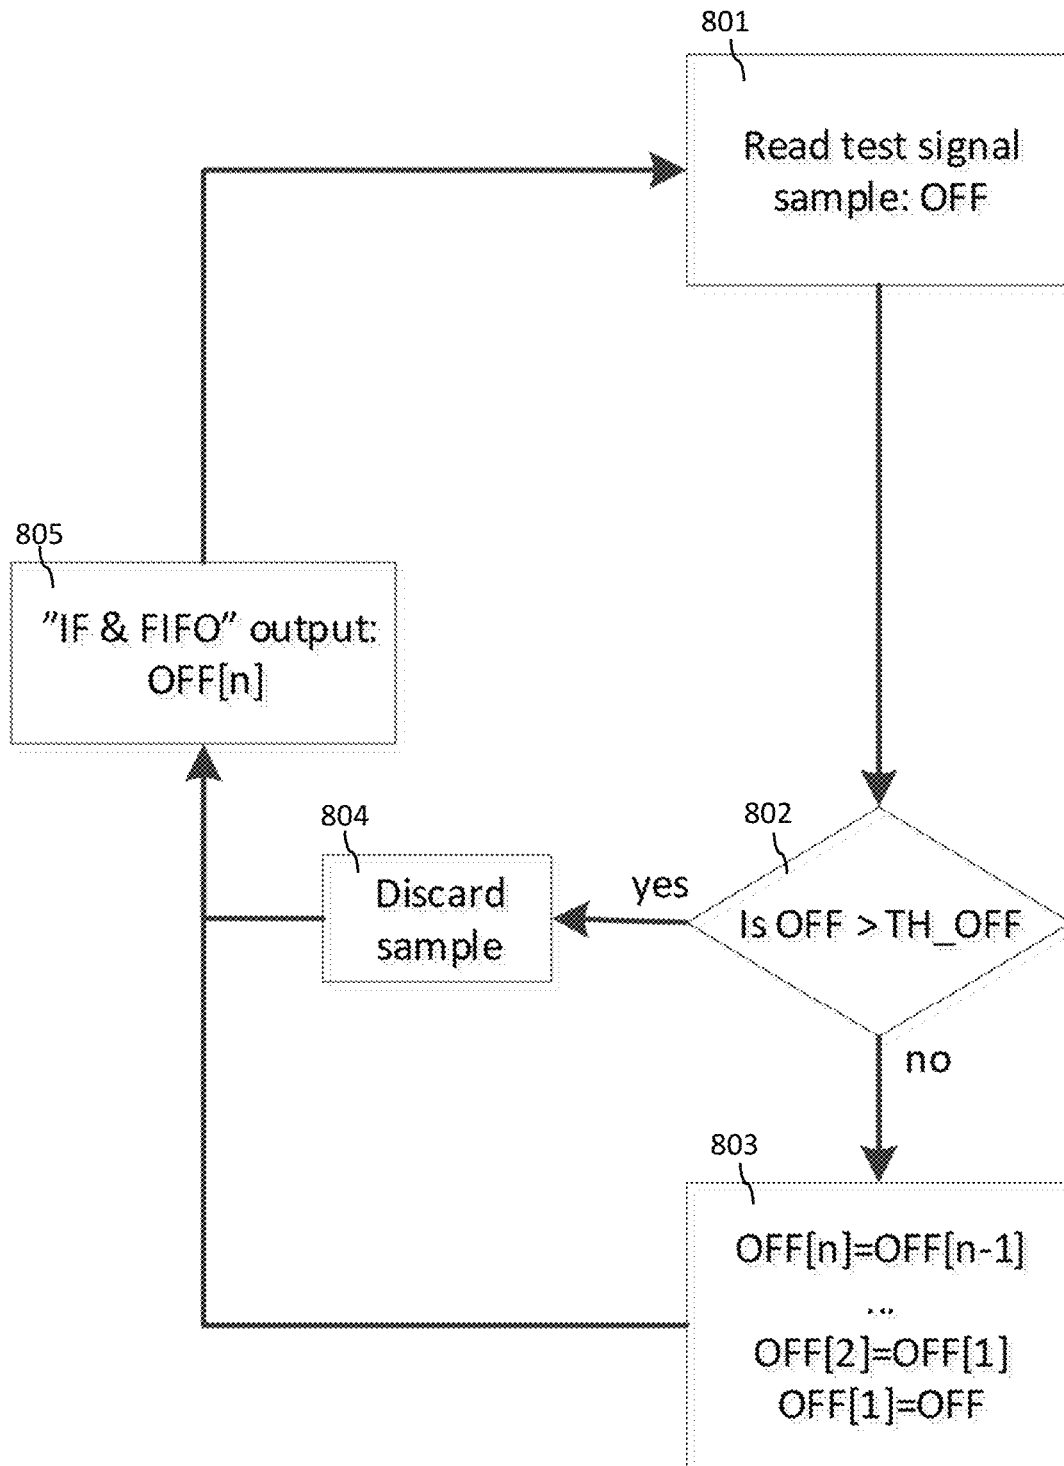 801
Read test signal
sample: OFF
805
”IF & FIFO” output:
OFF[n]
804
Discard
sample
yes
802
Is OFF > TH_OFF
no
803
OFF[n]=OFF[n-1]
...
OFF[2]=OFF[1]
OFF[1]=OFF